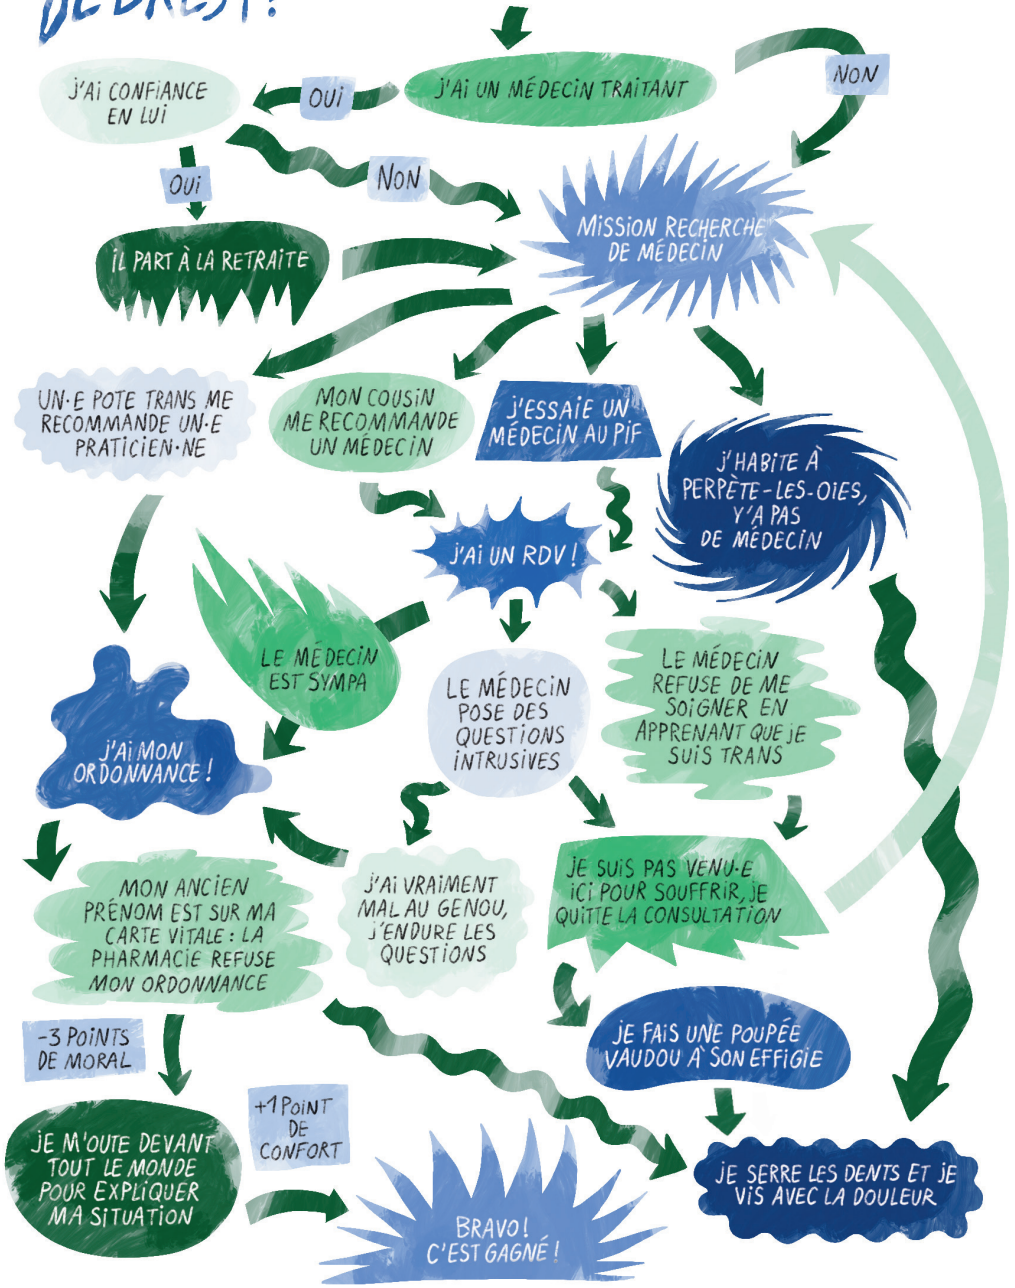 DE BREST!
J'AI UN MÉDECIN TRAITANT
OUI
NON
J'AI CONFIANCE
EN LUI
OUI
NON
MISSION RECHERCHE
DE MÉDECIN
IL PART À LA RETRAITE
UN·E POTE TRANS ME
RECOMMANDE UN·E
PRATICIEN·NE
MON COUSIN
ME RECOMMANDE
UN MÉDECIN
J'ESSAIE UN
MÉDECIN AU PIF
J'HABITE À
PERPÈTE-LES-OIES,
Y'A PAS
DE MÉDECIN
J'AI UN RDV !
LE MÉDECIN
EST SYMPA
LE MÉDECIN
POSE DES
QUESTIONS
INTRUSIVES
LE MÉDECIN
REFUSE DE ME
SOIGNER EN
APPRENANT QUE JE
SUIS TRANS
J'AI MON
ORDONNANCE !
MON ANCIEN
PRÉNOM EST SUR MA
CARTE VITALE : LA
PHARMACIE REFUSE
MON ORDONNANCE
J'AI VRAIMENT
MAL AU GENOU,
J'ENDURE LES
QUESTIONS
JE SUIS PAS VENU·E
ICI POUR SOUFFRIR, JE
QUITTE LA CONSULTATION
-3 POINTS
DE MORAL
JE FAIS UNE POUPÉE
VAUDOU À SON EFFIGIE
+1 POINT
DE
CONFORT
JE M'OUTE DEVANT
TOUT LE MONDE
POUR EXPLIQUER
MA SITUATION
BRAVO !
C'EST GAGNÉ !
JE SERRE LES DENTS ET JE
VIS AVEC LA DOULEUR